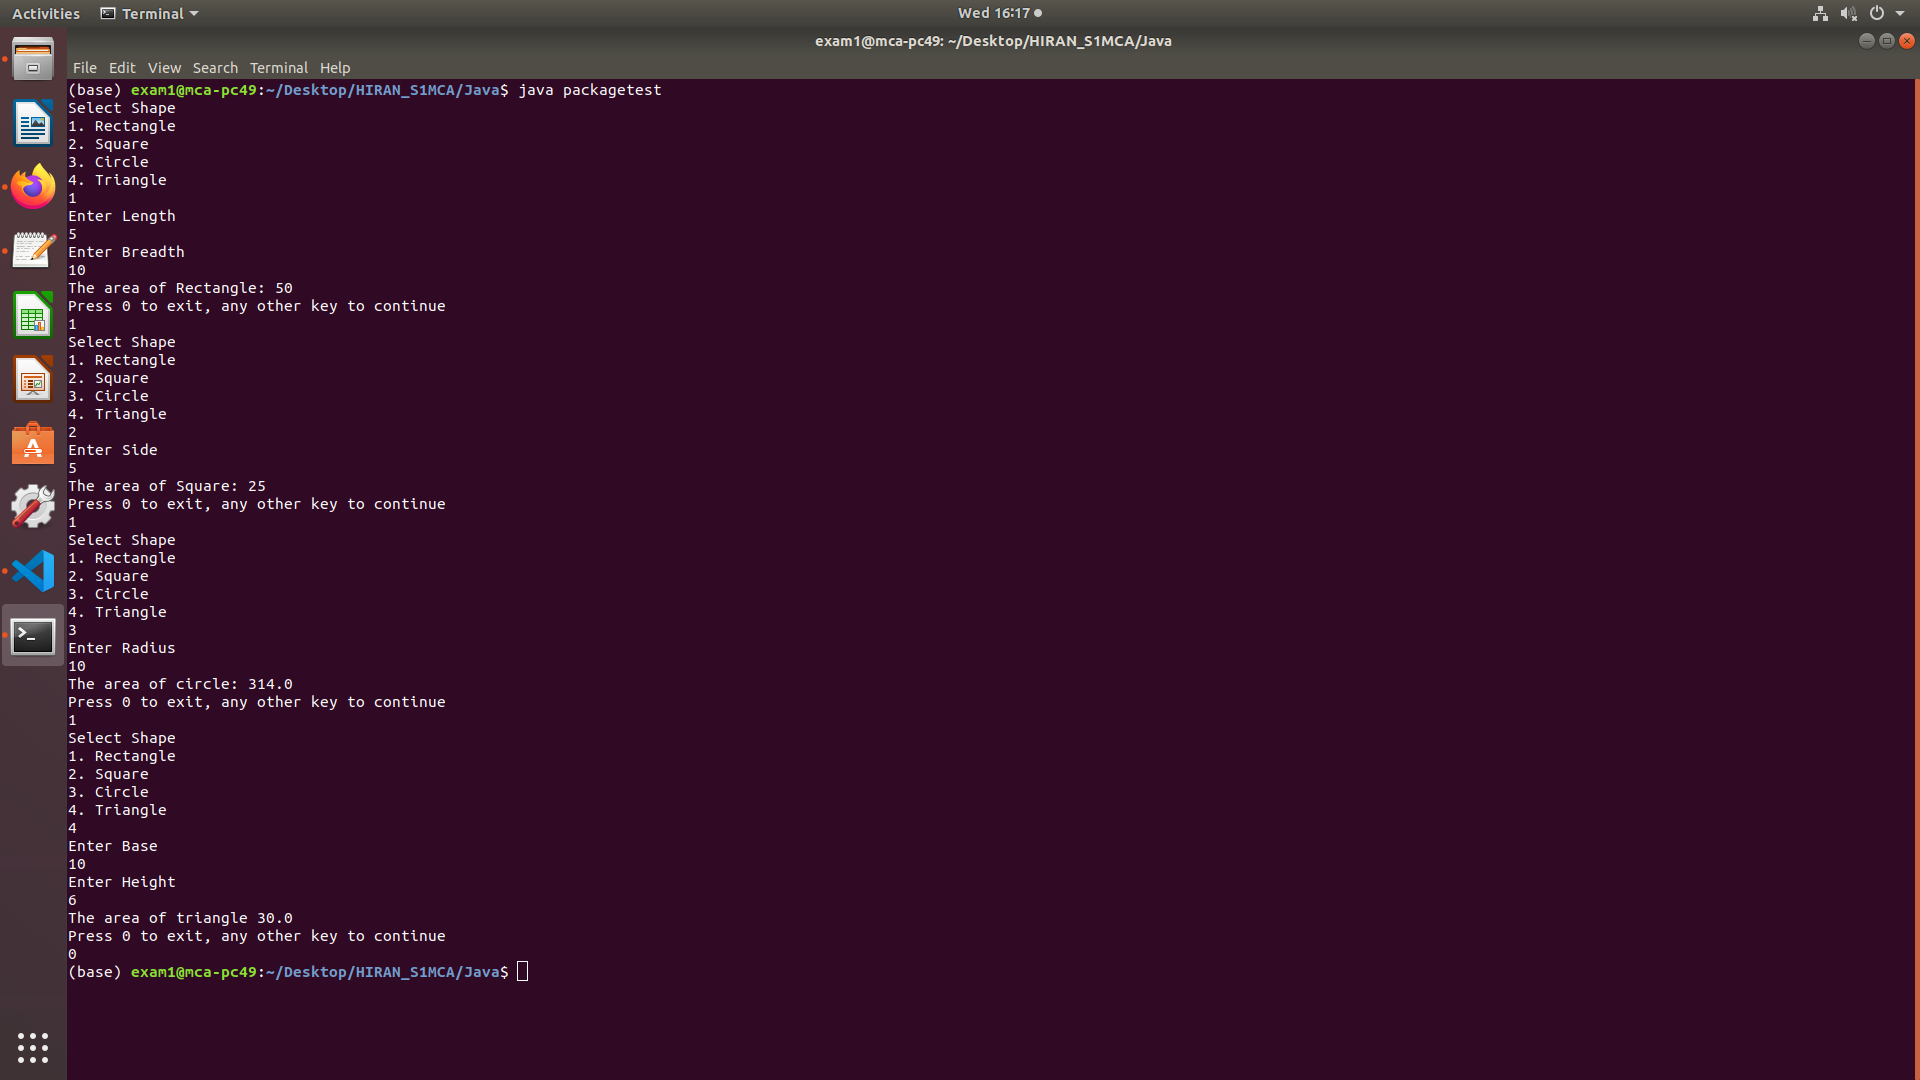 Activities Terminal Wed 16:17
exam1@mca-pc49: ~/Desktop/HIRAN_S1MCA/Java
File Edit View Search Terminal Help
(base) exam1@mca-pc49:~/Desktop/HIRAN_S1MCA/Java$ java packagetest
Select Shape
1. Rectangle
2. Square
3. Circle
4. Triangle
1
Enter Length
5
Enter Breadth
10
The area of Rectangle: 50
Press 0 to exit, any other key to continue
1
Select Shape
1. Rectangle
2. Square
3. Circle
4. Triangle
2
Enter Side
5
The area of Square: 25
Press 0 to exit, any other key to continue
1
Select Shape
1. Rectangle
2. Square
3. Circle
4. Triangle
3
Enter Radius
10
The area of circle: 314.0
Press 0 to exit, any other key to continue
1
Select Shape
1. Rectangle
2. Square
3. Circle
4. Triangle
4
Enter Base
10
Enter Height
6
The area of triangle 30.0
Press 0 to exit, any other key to continue
0
(base) exam1@mca-pc49:~/Desktop/HIRAN_S1MCA/Java$